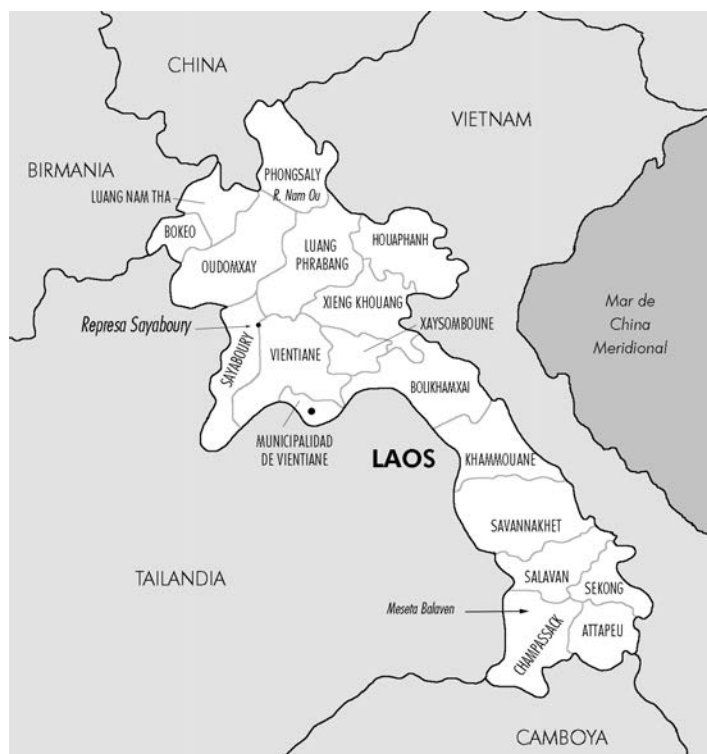 CHINA
VIETNAM
BIRMANIA
PHONGSALY
R. Nam Ou
LUANG NAM THA
BOKEO
LUANG
PHRABANG
HOUAPHANH
OUDOMXAY
XIENG KHOUANG
Mar de
China
Meridional
Represa Sayaboury
XAYSOMBOUNE
SAYABOURY
VIENTIANE
BOLIKHAMXAI
MUNICIPALIDAD
DE VIENTIANE
LAOS
KHAMMOUANE
SAVANNAKHET
TAILANDIA
SALAVAN
SEKONG
Meseta Balaven
ATTAPEU
CHAMPASSACK
CAMBOYA